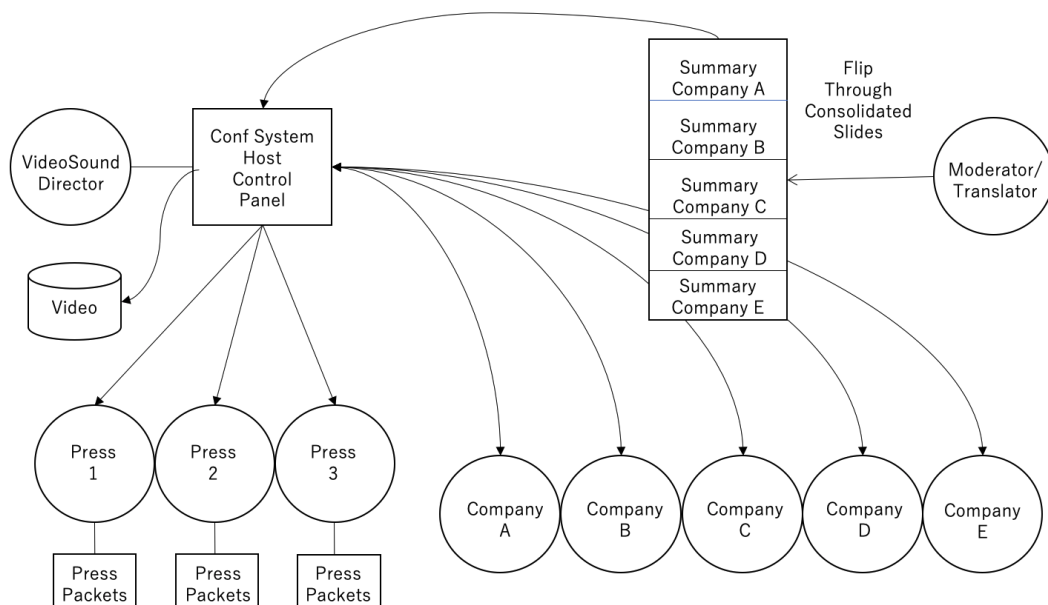 Summary
Company A
Flip
Through
Consolidated
Slides
Summary
Company B
Conf System
Host
Control
Panel
VideoSound
Director
Summary
Company C
Moderator/
Translator
Summary
Company D
Summary
Company E
Video
Press
1
Press
2
Press
3
Company
A
Company
B
Company
C
Company
D
Company
E
Press
Packets
Press
Packets
Press
Packets